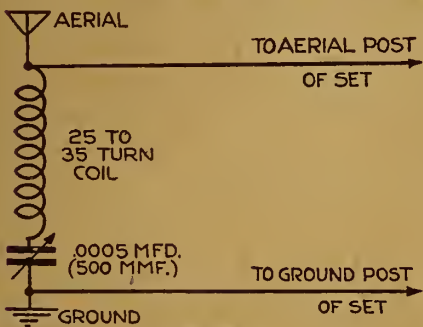 AERIAL
TO AERIAL POST
OF SET
25 TO
35 TURN
COIL
.0005 MFD.
(500 MMF.)
TO GROUND POST
OF SET
GROUND